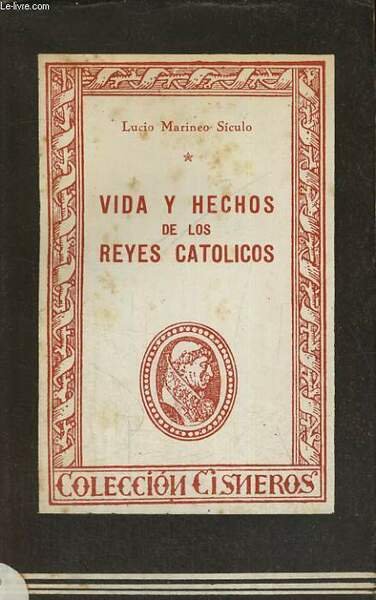 Le-livre.com
Lucio Marineo Sículo
*
VIDA Y HECHOS
DE LOS
REYES CATOLICOS
COLECCIÓN CISNEROS